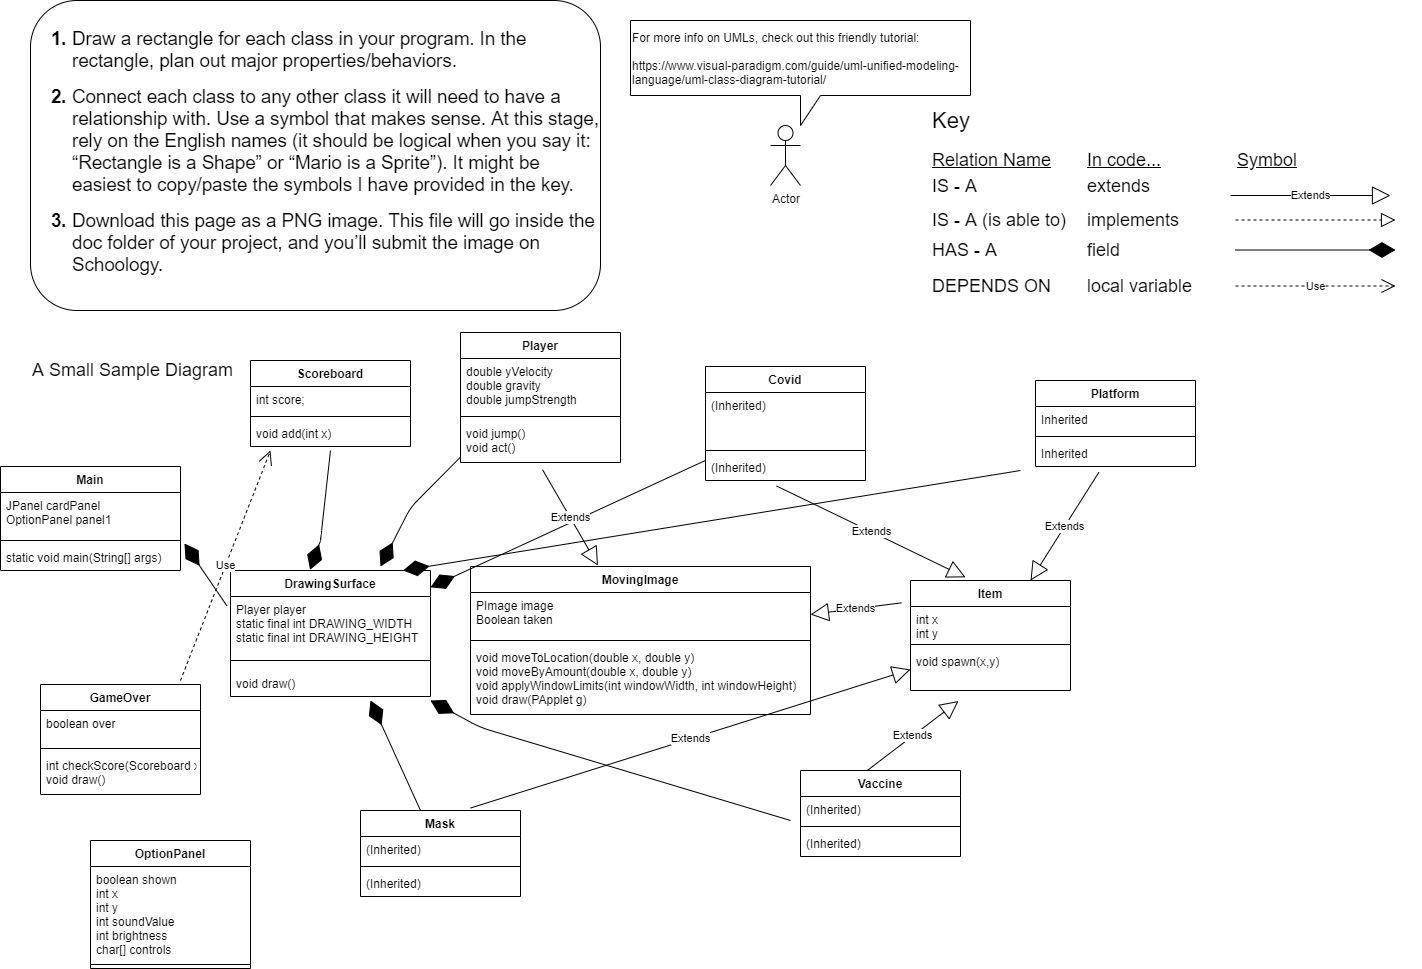 1. Draw a rectangle for each class in your program. In the
rectangle, plan out major properties/behaviors.
2. Connect each class to any other class it will need to have a
relationship with. Use a symbol that makes sense. At this stage,
rely on the English names (it should be logical when you say it:
“Rectangle is a Shape” or “Mario is a Sprite”). It might be
easiest to copy/paste the symbols I have provided in the key.
3. Download this page as a PNG image. This file will go inside the
doc folder of your project, and you’ll submit the image on
Schoology.
For more info on UMLs, check out this friendly tutorial:
https://www.visual-paradigm.com/guide/uml-unified-modeling-
language/uml-class-diagram-tutorial/
Actor
Key
Relation Name In code... Symbol
IS - A extends Extends
IS - A (is able to) implements
HAS - A field
DEPENDS ON local variable Use
A Small Sample Diagram
Scoreboard
int score;
void add(int x)
Player
double yVelocity
double gravity
double jumpStrength
void jump()
void act()
Covid
(Inherited)
(Inherited)
Platform
Inherited
Inherited
Main
JPanel cardPanel
OptionPanel panel1
static void main(String[] args)
Use
Extends
Extends
Extends
DrawingSurface
Player player
static final int DRAWING_WIDTH
static final int DRAWING_HEIGHT
void draw()
MovingImage
PImage image
Boolean taken
void moveToLocation(double x, double y)
void moveByAmount(double x, double y)
void applyWindowLimits(int windowWidth, int windowHeight)
void draw(PApplet g)
Extends
Item
int x
int y
void spawn(x,y)
GameOver
boolean over
int checkScore(Scoreboard
void draw()
Extends
Extends
Mask
(Inherited)
(Inherited)
Vaccine
(Inherited)
(Inherited)
OptionPanel
boolean shown
int x
int y
int soundValue
int brightness
char[] controls